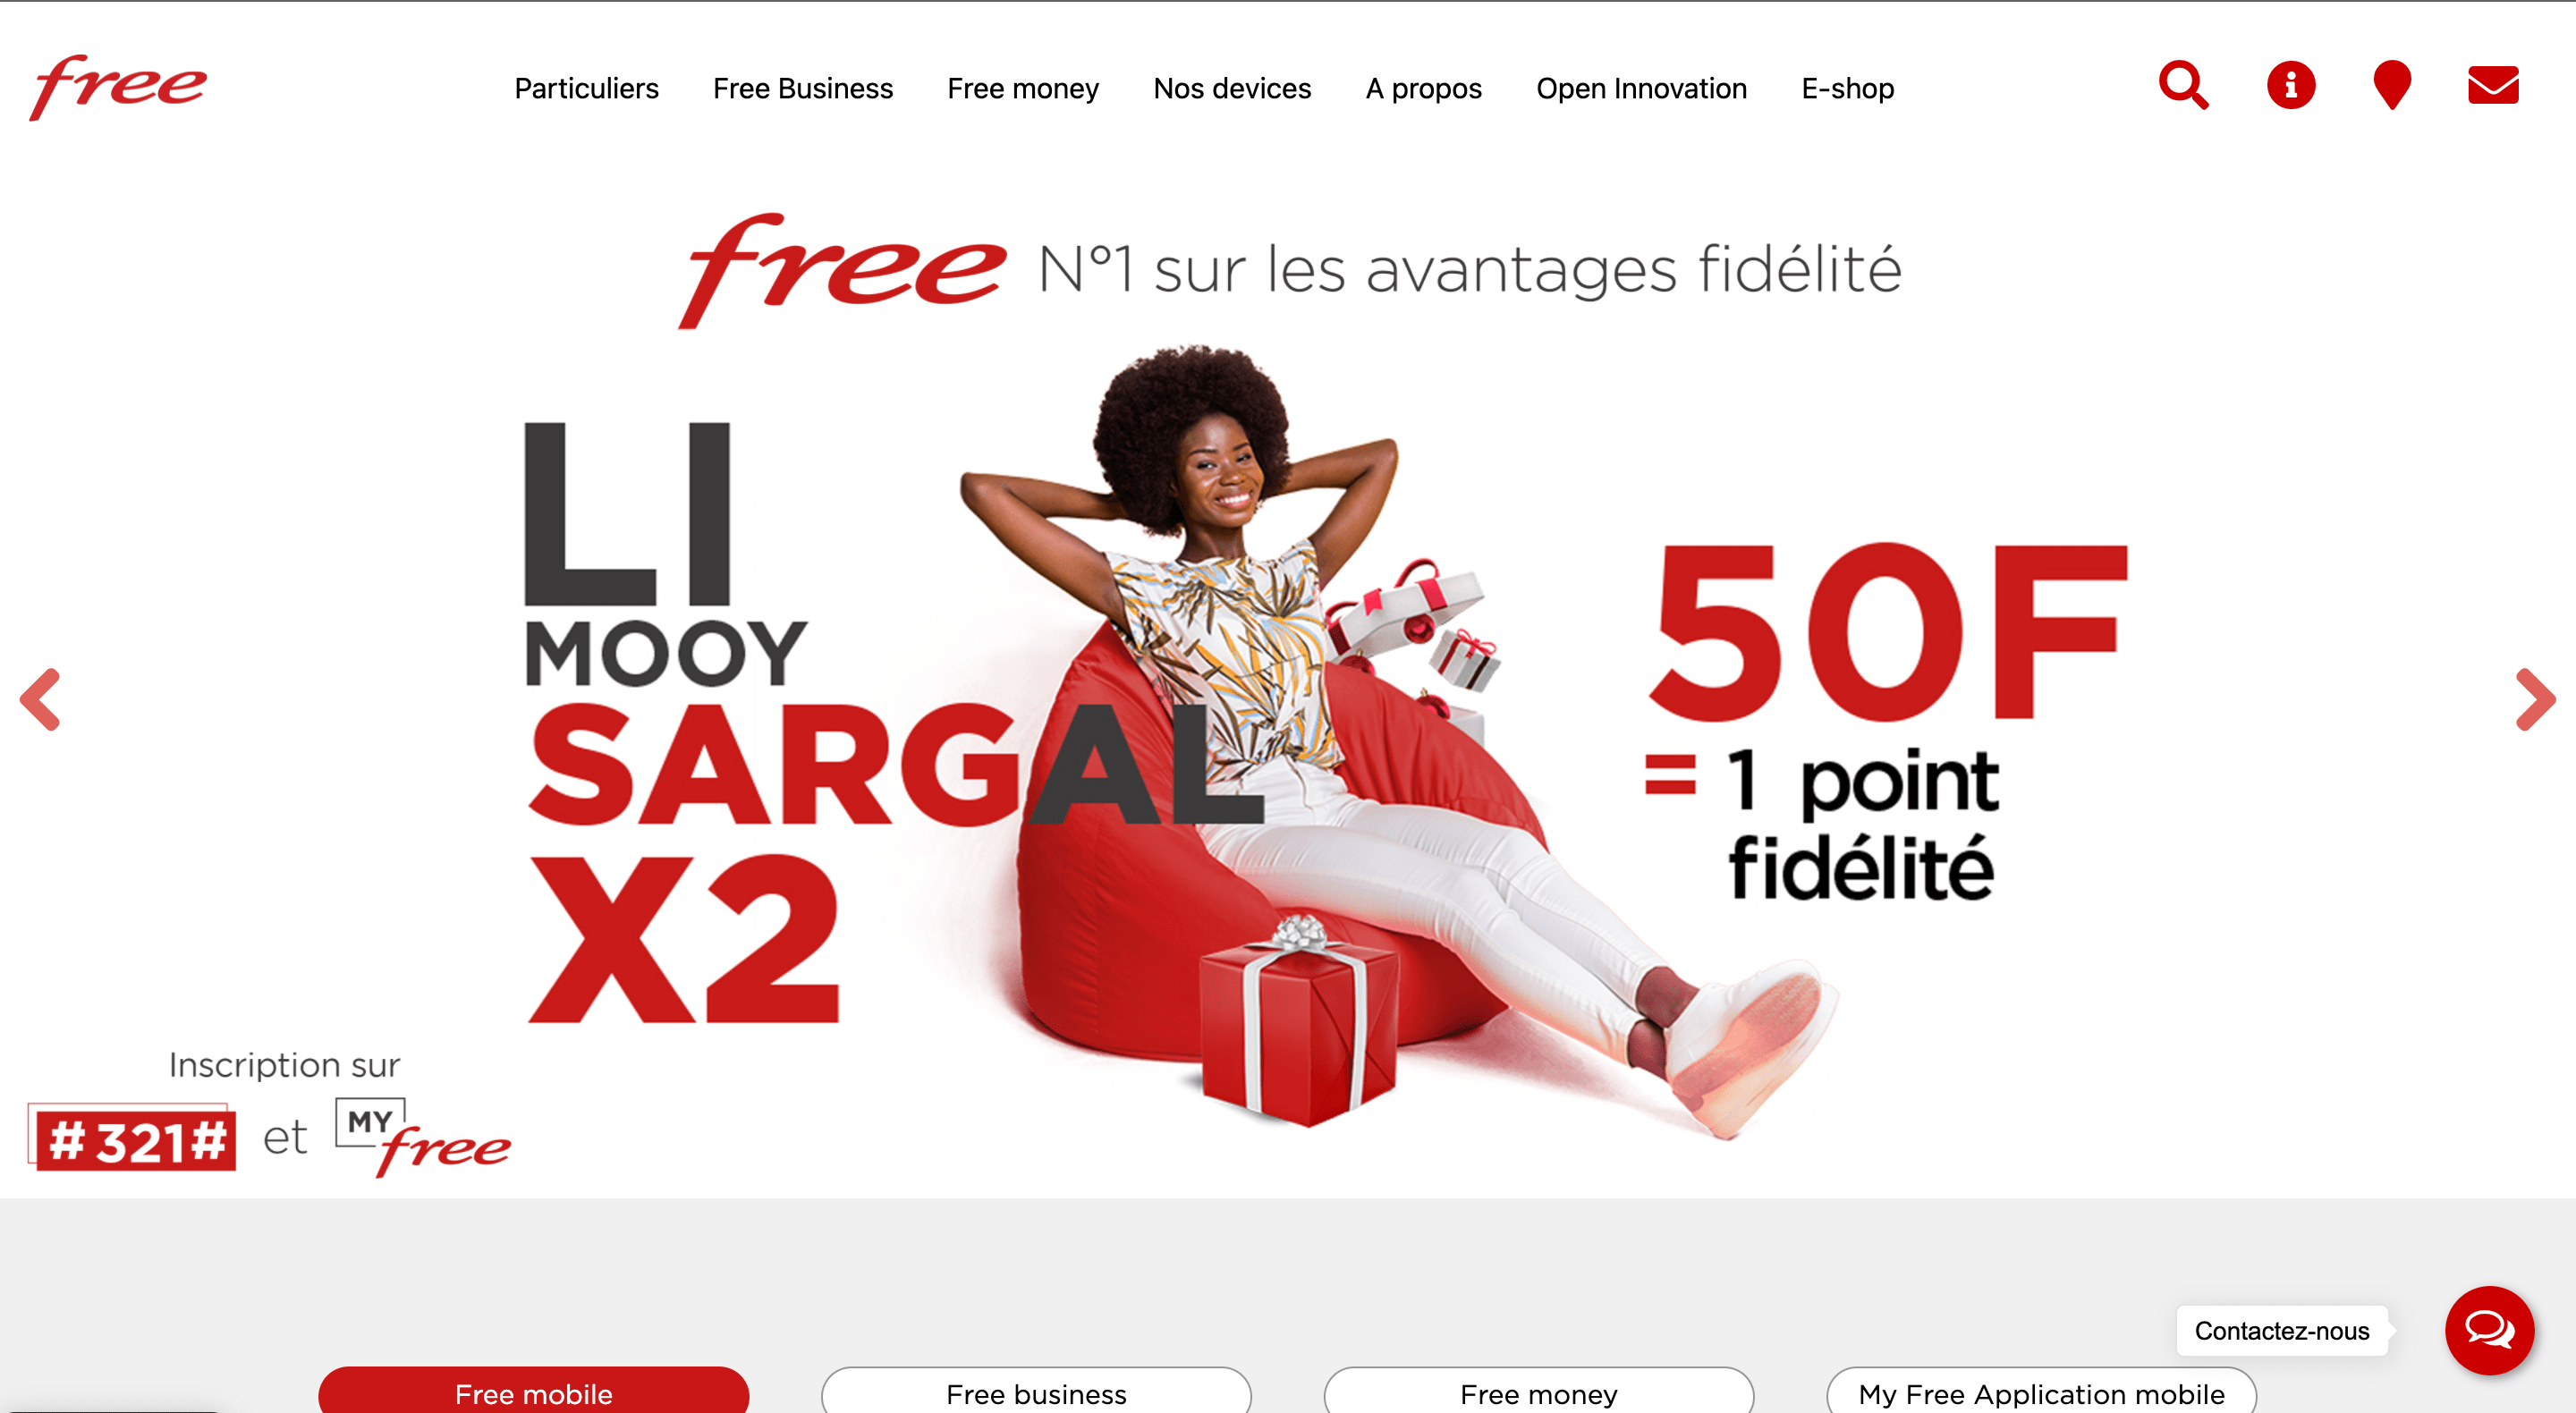 free
Particuliers
Free Business
Free money
Nos devices
A propos
Open Innovation
E-shop
free N°1 sur les avantages fidélité
LI
MOOY
SARGAL
X2
50F
= 1 point
fidélité
Inscription sur
#321# et MY free
Contactez-nous
Free mobile
Free business
Free money
My Free Application mobile